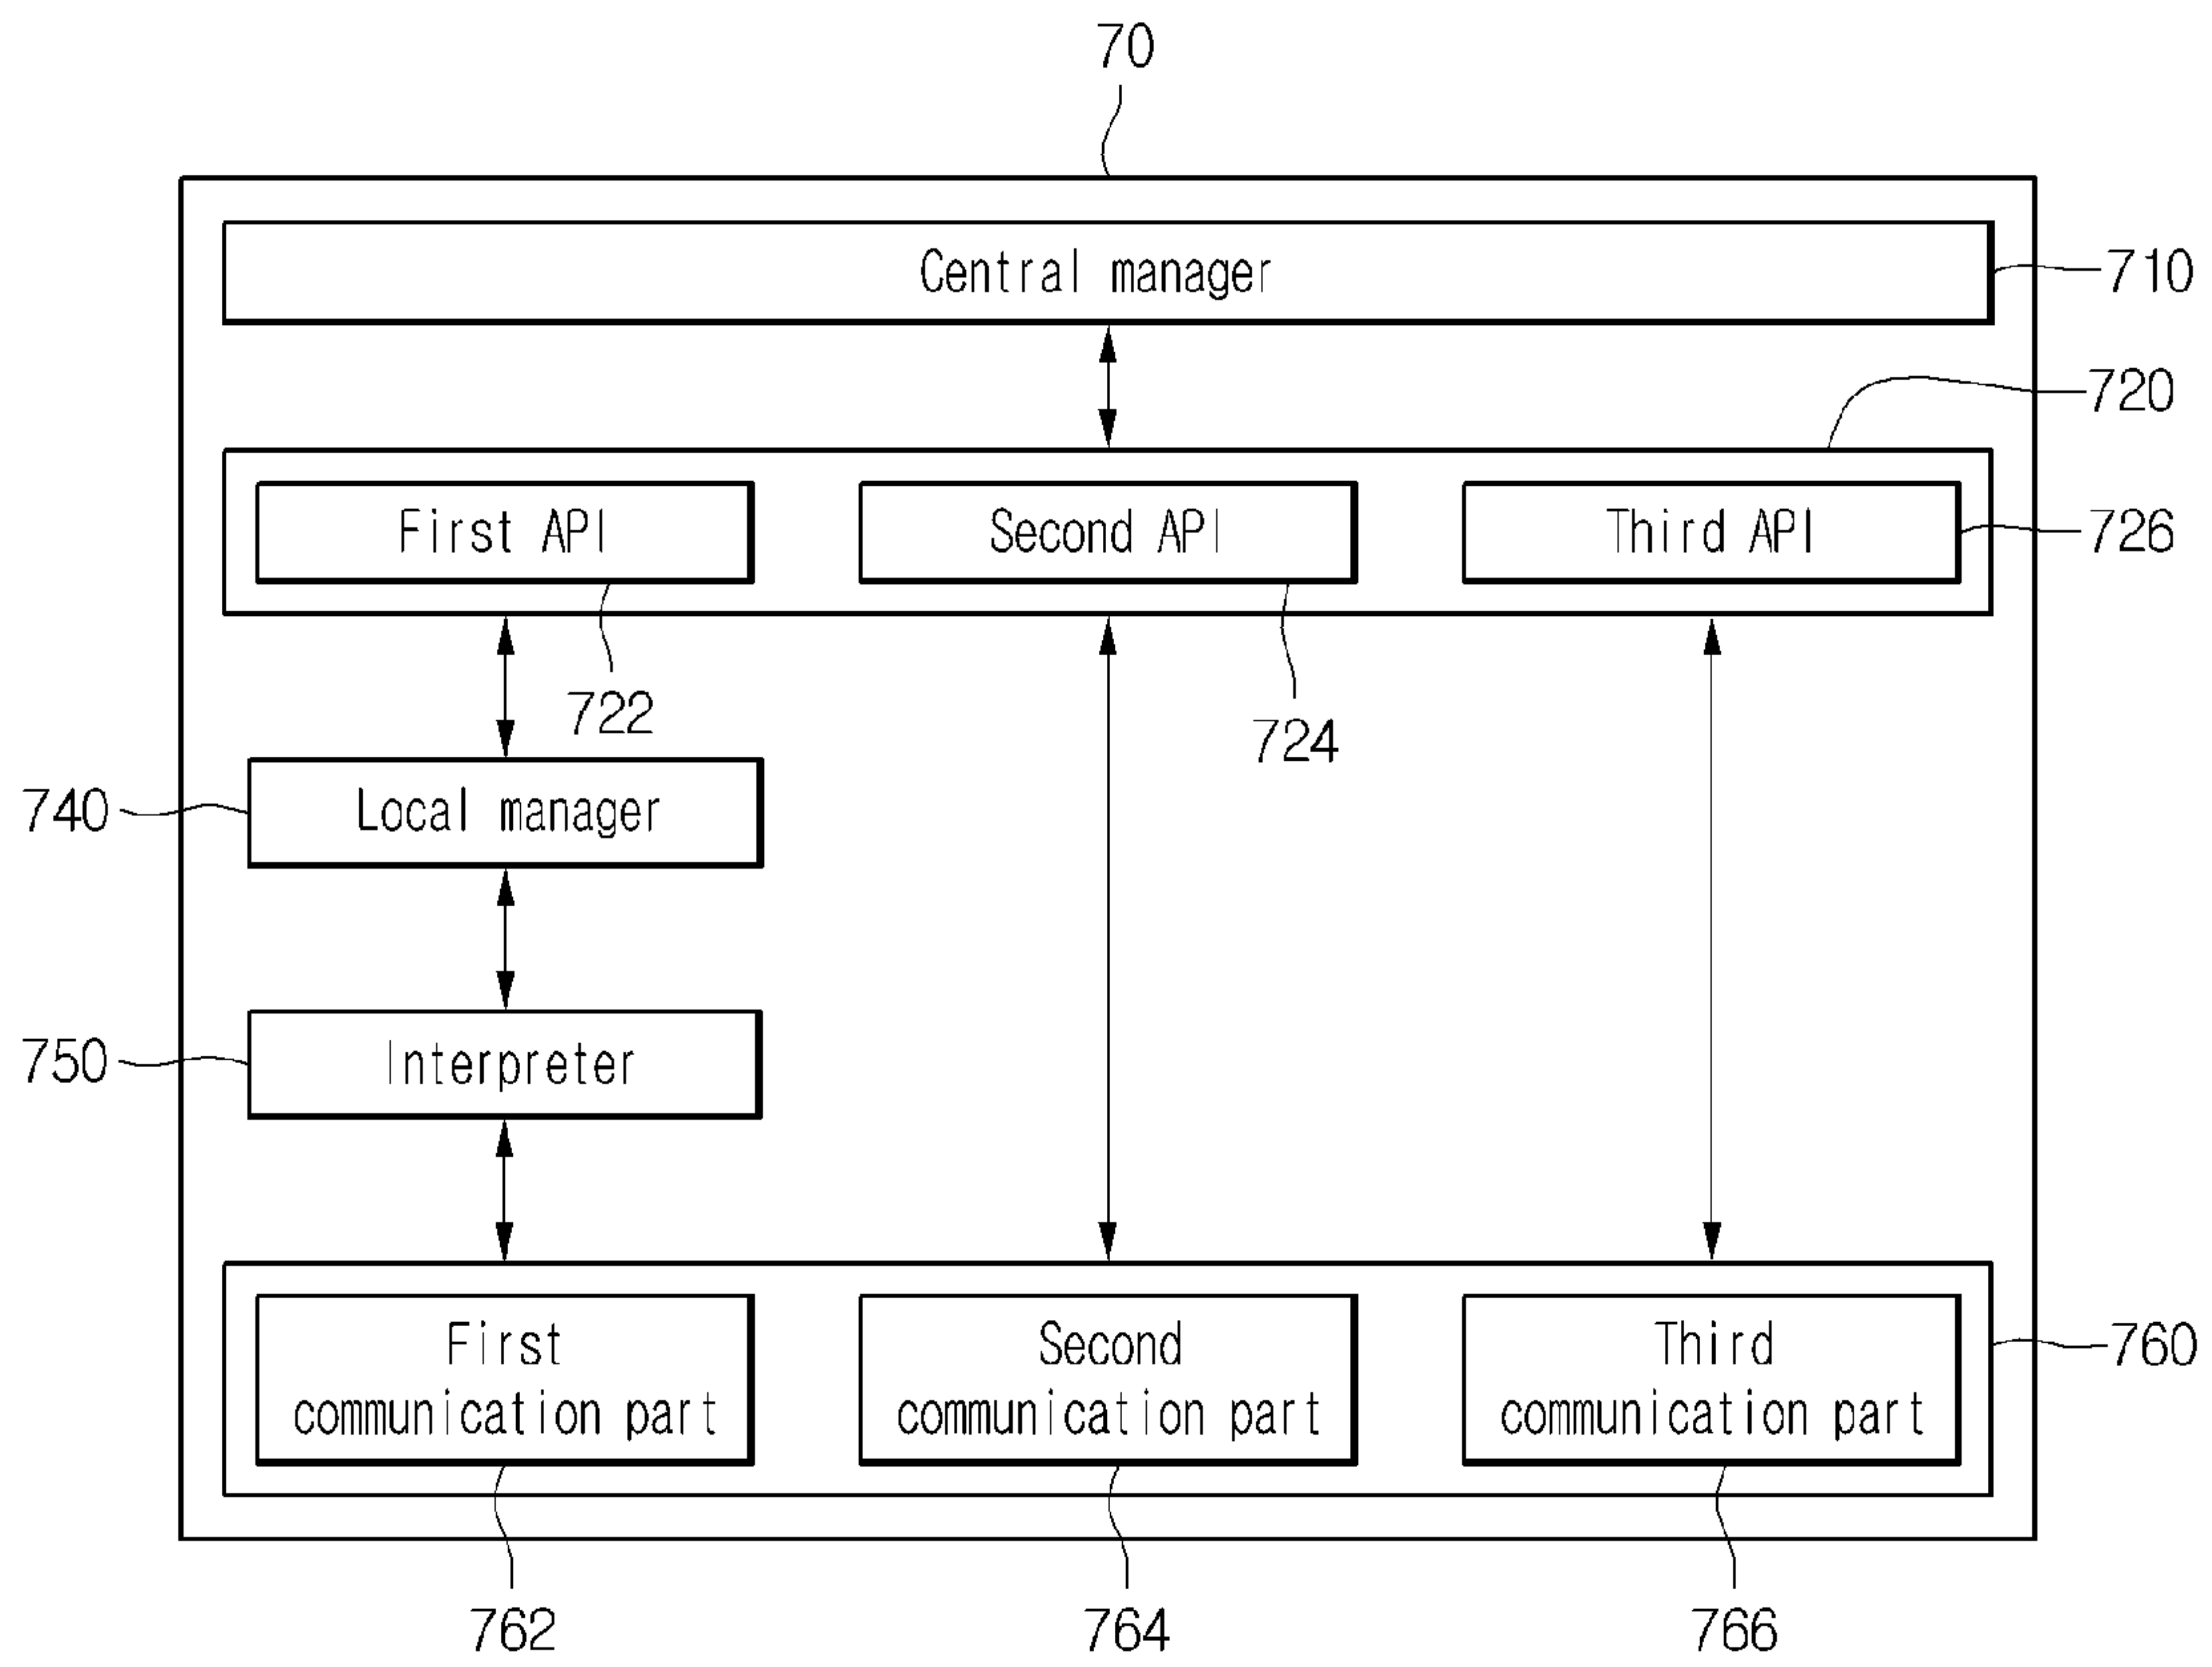 70
Central manager
710
720
First API
Second API
Third API
726
722
724
740
Local manager
750
Interpreter
First
communication part
Second
communication part
Third
communication part
760
762
764
766